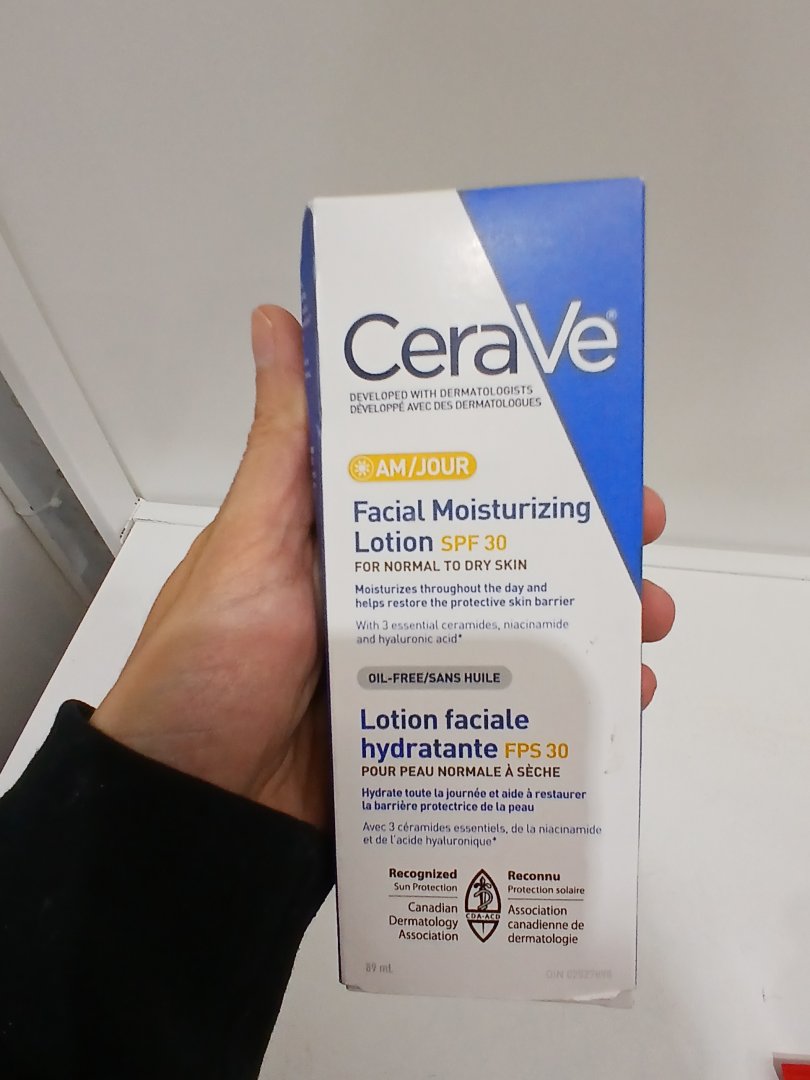 CeraVe®
DEVELOPED WITH DERMATOLOGISTS
DÉVELOPPÉ AVEC DES DERMATOLOGUES
AM/JOUR
Facial Moisturizing
Lotion SPF 30
FOR NORMAL TO DRY SKIN
Moisturizes throughout the day and
helps restore the protective skin barrier
With 3 essential ceramides, niacinamide
and hyaluronic acid*
OIL-FREE/SANS HUILE
Lotion faciale
hydratante FPS 30
POUR PEAU NORMALE À SÈCHE
Hydrate toute la journée et aide à restaurer
la barrière protectrice de la peau
Avec 3 céramides essentiels, de la niacinamide
et de l'acide hyaluronique*
Recognized
Sun Protection
Canadian
Dermatology
Association
CDA-ACD
Reconnu
Protection solaire
Association
canadienne de
dermatologie
89 mL
DIN